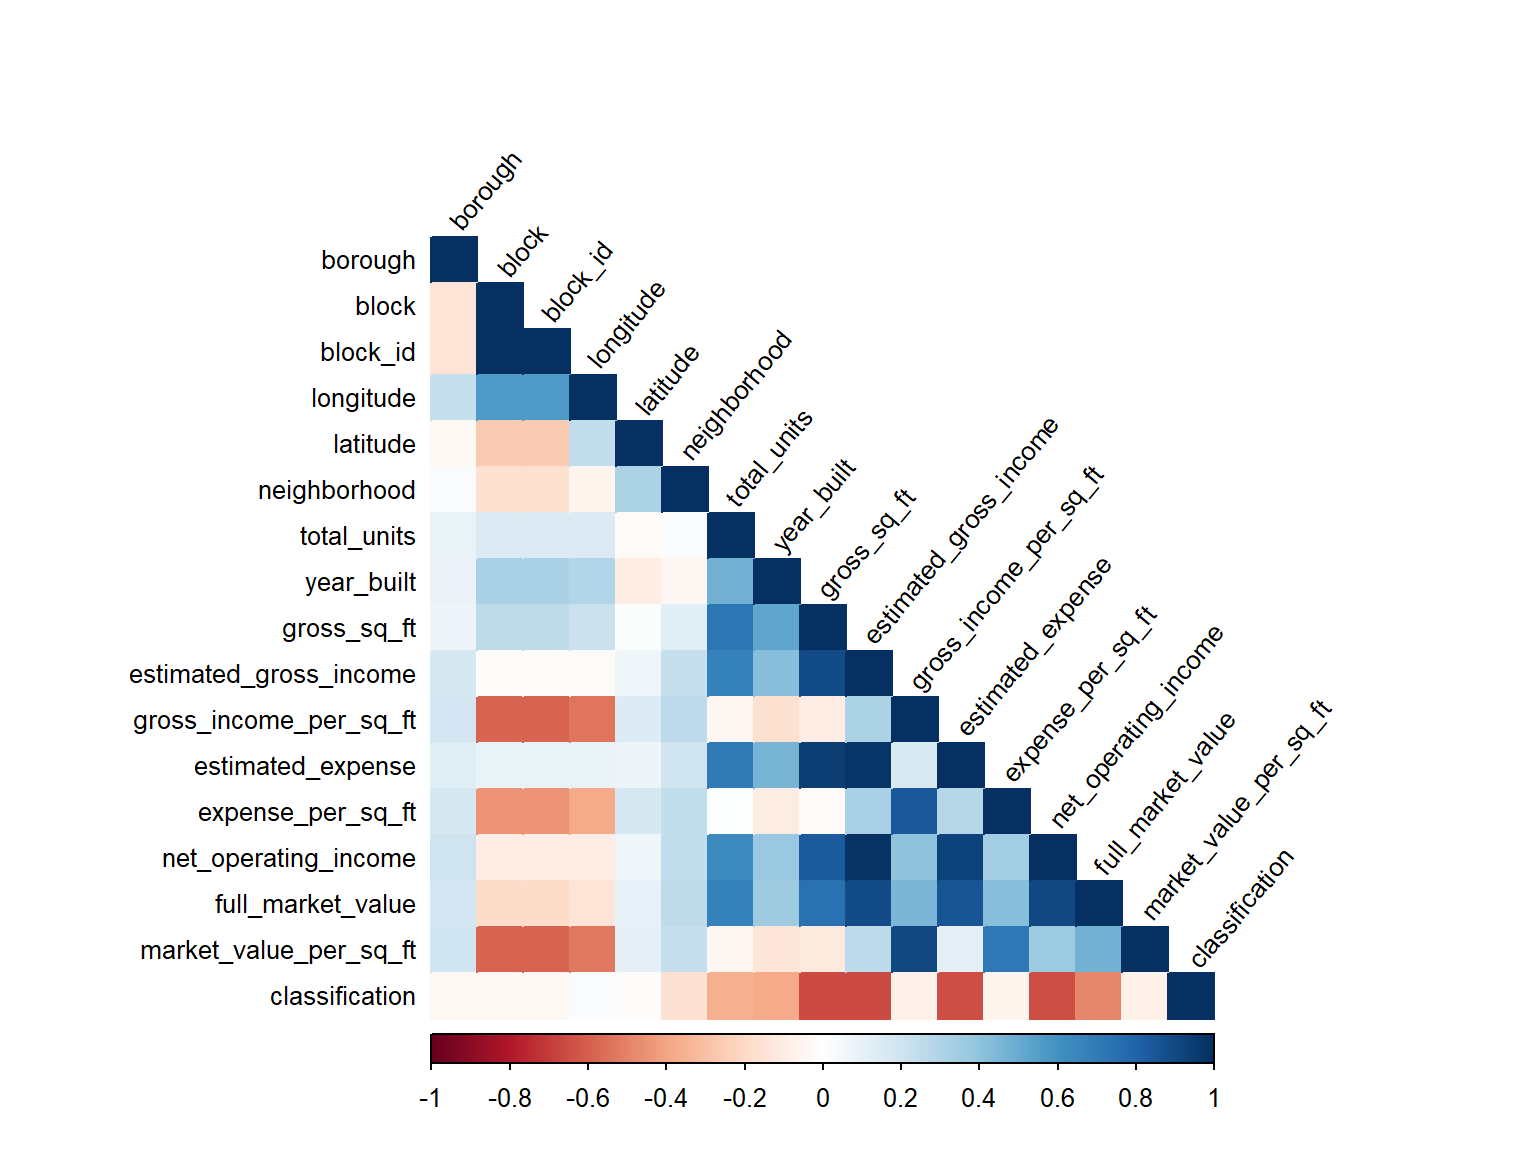 borough
block
block_id
longitude
latitude
neighborhood
total_units
year_built
gross_sq_ft
estimated_gross_income
gross_income_per_sq_ft
estimated_expense
expense_per_sq_ft
net_operating_income
full_market_value
market_value_per_sq_ft
classification
borough
block
block_id
longitude
latitude
neighborhood
total_units
year_built
gross_sq_ft
estimated_gross_income
gross_income_per_sq_ft
estimated_expense
expense_per_sq_ft
net_operating_income
full_market_value
market_value_per_sq_ft
classification
-1 -0.8 -0.6 -0.4 -0.2 0 0.2 0.4 0.6 0.8 1